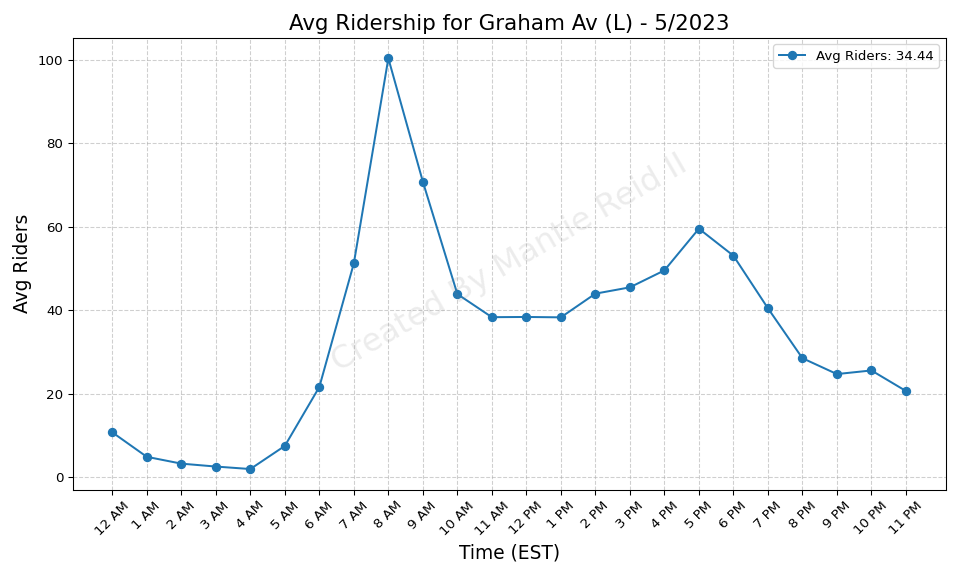 Avg Ridership for Graham Av (L) - 5/2023
Avg Riders: 34.44
100
80
60
40
20
0
Avg Riders
Created By Mantie Reid II
12 AM
1 AM
2 AM
3 AM
4 AM
5 AM
6 AM
7 AM
8 AM
9 AM
10 AM
11 AM
12 PM
1 PM
2 PM
3 PM
4 PM
5 PM
6 PM
7 PM
8 PM
9 PM
10 PM
11 PM
Time (EST)